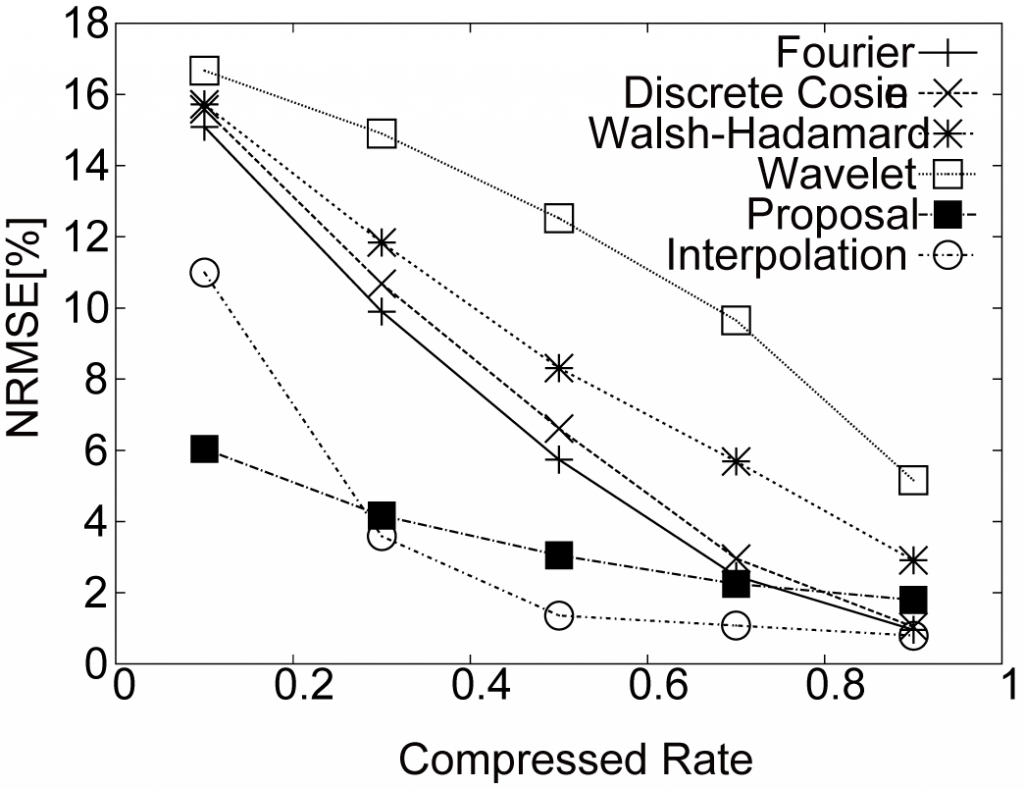 18
16
14
12
10
8
6
4
2
0
NRMSE[%]
Fourier
Discrete Cosine
Walsh-Hadamard
Wavelet
Proposal
Interpolation
0 0.2 0.4 0.6 0.8 1
Compressed Rate